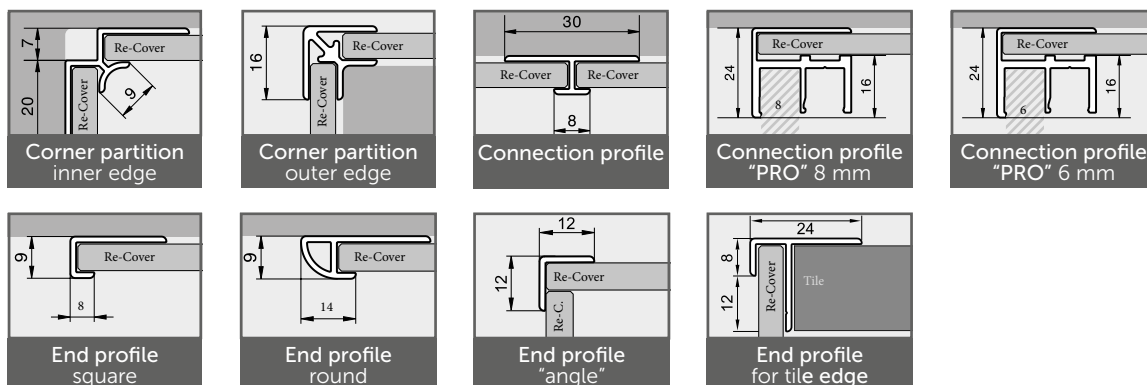 7
20
9
Re-Cover
Re-Cover
Corner partition
inner edge
16
Re-Cover
Re-Cover
Corner partition
outer edge
30
Re-Cover
Re-Cover
8
Connection profile
24
Re-Cover
8
16
Connection profile
"PRO" 8 mm
24
Re-Cover
6
16
Connection profile
"PRO" 6 mm
9
Re-Cover
8
End profile
square
9
Re-Cover
14
End profile
round
12
12
Re-Cover
Re-C.
End profile
"angle"
24
8
12
Re-Cover
Tile
End profile
for tile edge